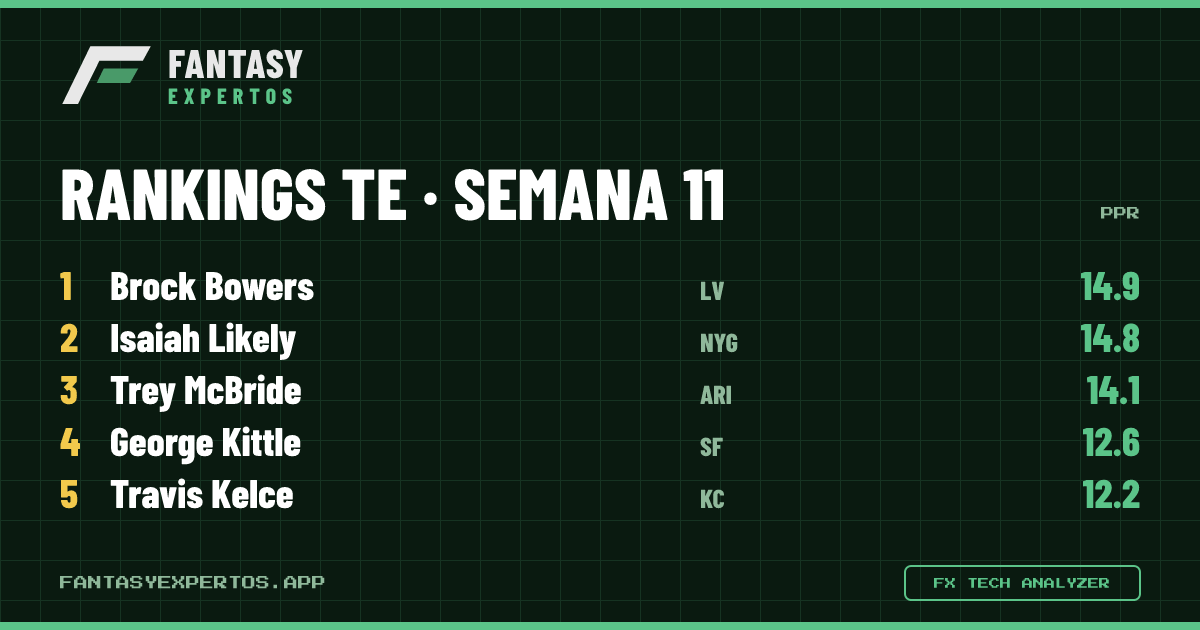 FANTASY
EXPERTOS
RANKINGS TE · SEMANA 11
PPR
1 Brock Bowers LV 14.9
2 Isaiah Likely NYG 14.8
3 Trey McBride ARI 14.1
4 George Kittle SF 12.6
5 Travis Kelce KC 12.2
FANTASYEXPERTOS.APP
FX TECH ANALYZER